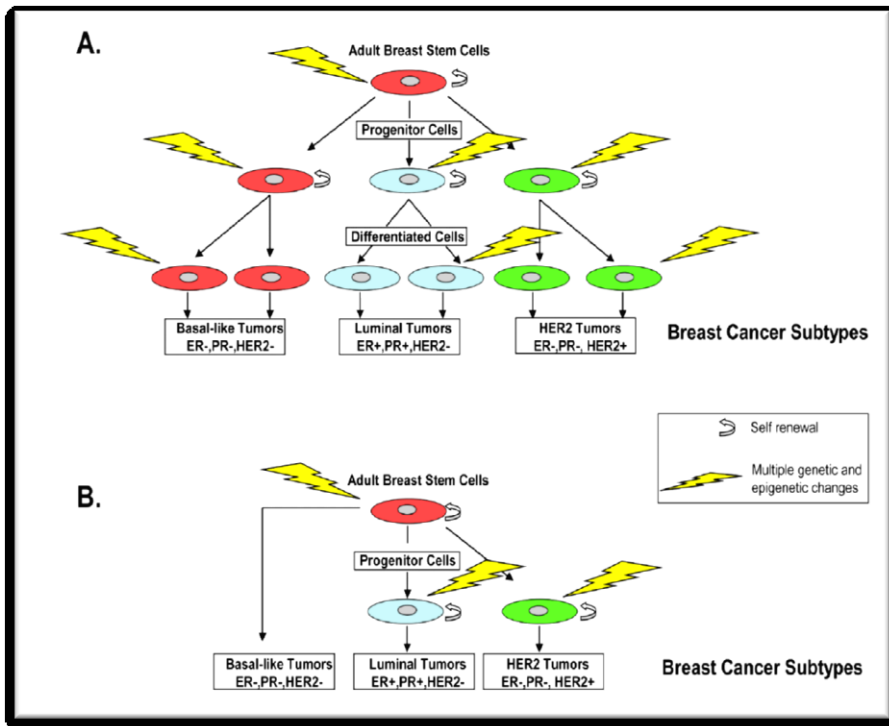 A.
Adult Breast Stem Cells
Progenitor Cells
Differentiated Cells
Basal-like Tumors
ER-,PR-,HER2-
Luminal Tumors
ER+,PR+,HER2-
HER2 Tumors
ER-,PR-, HER2+
Breast Cancer Subtypes
Self renewal
Multiple genetic and
epigenetic changes
B.
Adult Breast Stem Cells
Progenitor Cells
Basal-like Tumors
ER-,PR-,HER2-
Luminal Tumors
ER+,PR+,HER2-
HER2 Tumors
ER-,PR-, HER2+
Breast Cancer Subtypes